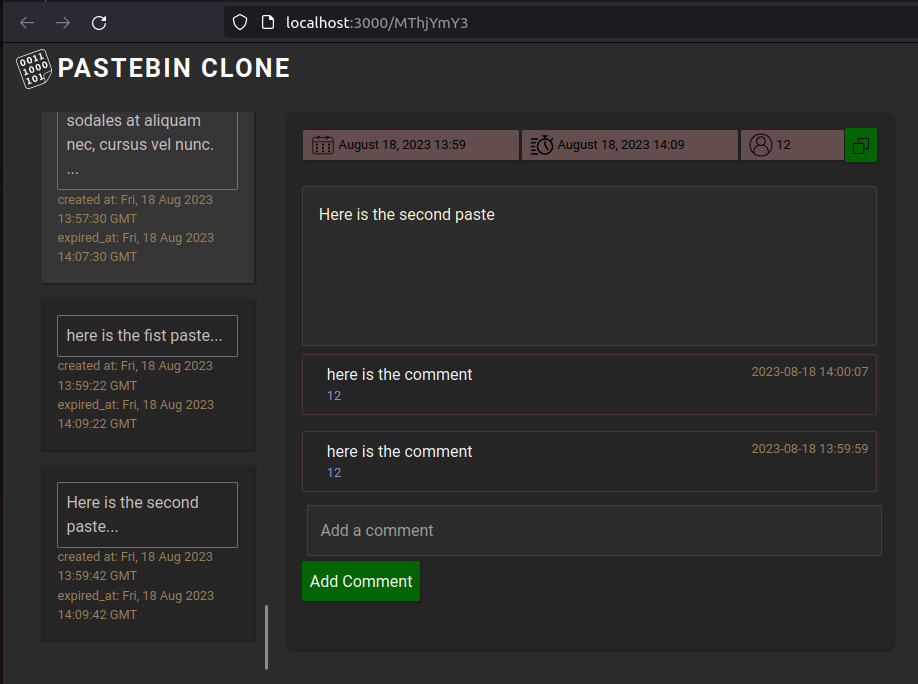 localhost:3000/MThjYmY3
0011
1000
101
PASTEBIN CLONE
sodales at aliquam
nec, cursus vel nunc.
...
created at: Fri, 18 Aug 2023
13:57:30 GMT
expired_at: Fri, 18 Aug 2023
14:07:30 GMT
here is the fist paste...
created at: Fri, 18 Aug 2023
13:59:22 GMT
expired_at: Fri, 18 Aug 2023
14:09:22 GMT
Here is the second
paste...
created at: Fri, 18 Aug 2023
13:59:42 GMT
expired_at: Fri, 18 Aug 2023
14:09:42 GMT
August 18, 2023 13:59
August 18, 2023 14:09
12
Here is the second paste
here is the comment
2023-08-18 14:00:07
12
here is the comment
2023-08-18 13:59:59
12
Add a comment
Add Comment